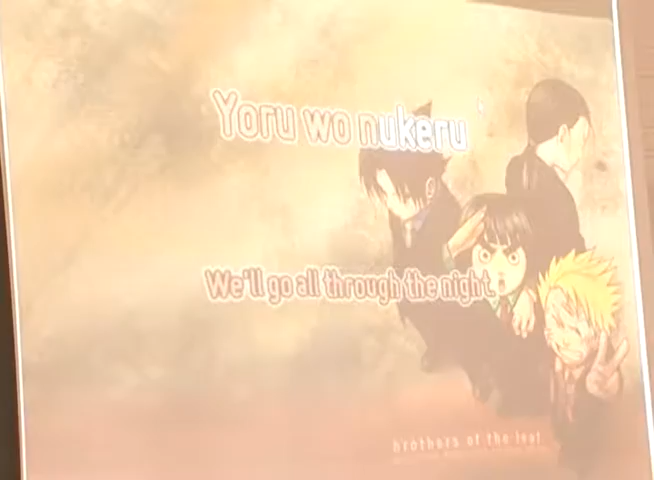 Yoru wo nukeru
We'll go all through the night
brothers of the leaf